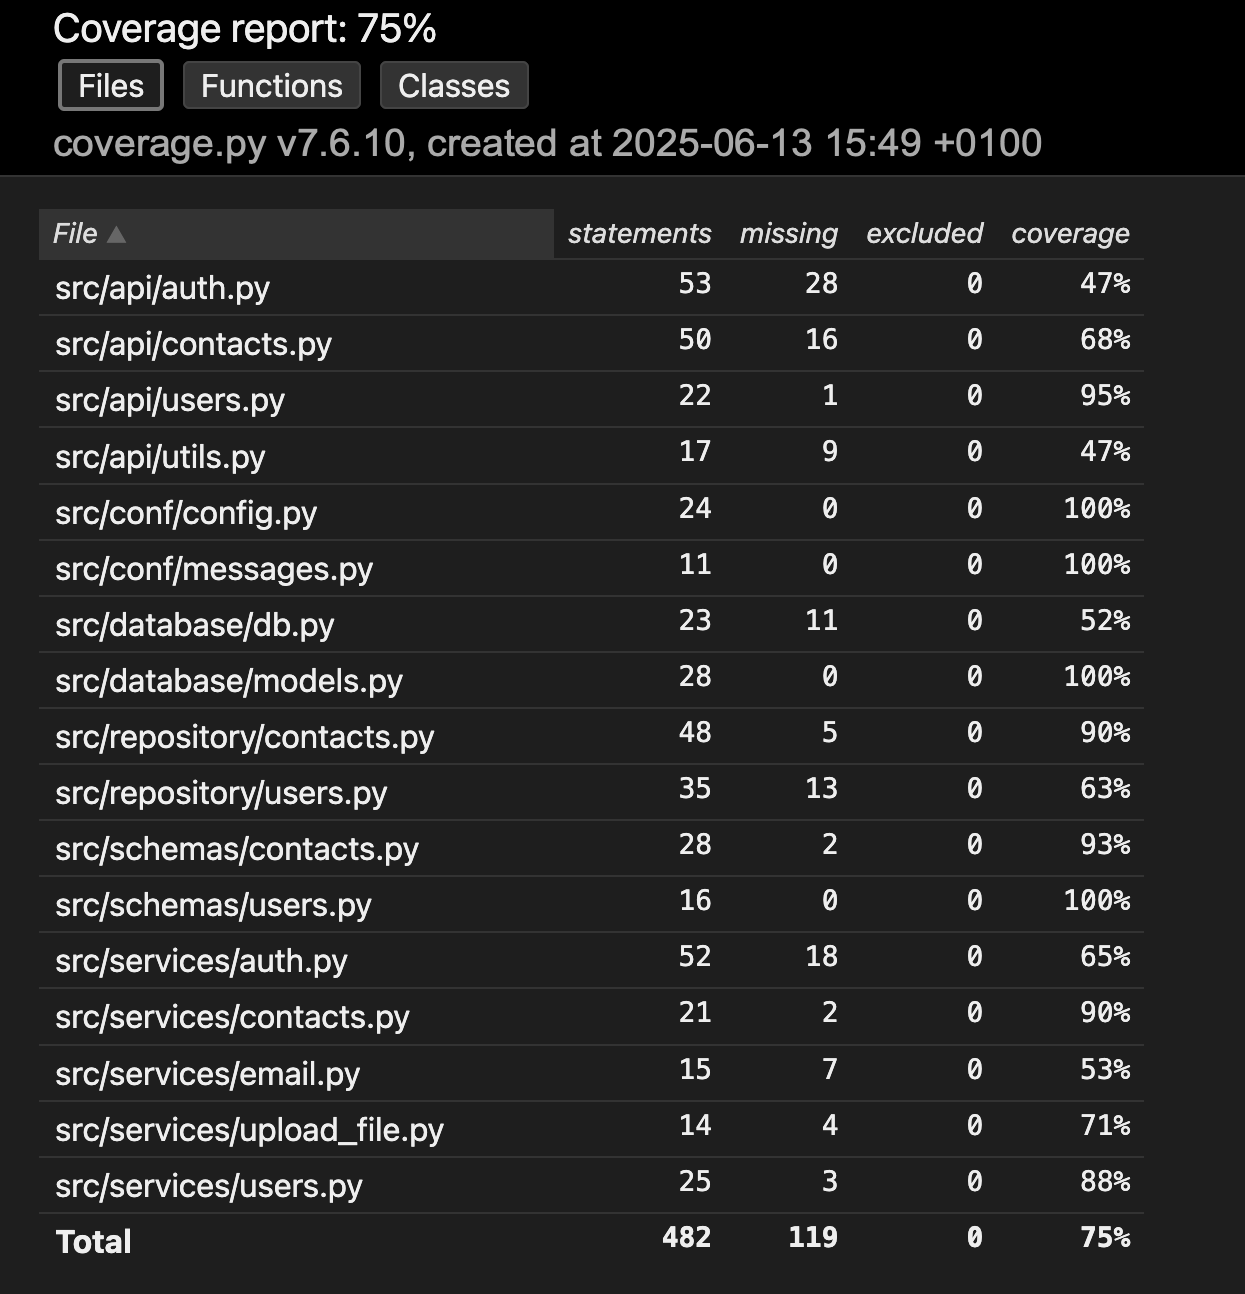 Coverage report: 75%
Files Functions Classes
coverage.py v7.6.10, created at 2025-06-13 15:49 +0100
File ▲ statements missing excluded coverage
src/api/auth.py 53 28 0 47%
src/api/contacts.py 50 16 0 68%
src/api/users.py 22 1 0 95%
src/api/utils.py 17 9 0 47%
src/conf/config.py 24 0 0 100%
src/conf/messages.py 11 0 0 100%
src/database/db.py 23 11 0 52%
src/database/models.py 28 0 0 100%
src/repository/contacts.py 48 5 0 90%
src/repository/users.py 35 13 0 63%
src/schemas/contacts.py 28 2 0 93%
src/schemas/users.py 16 0 0 100%
src/services/auth.py 52 18 0 65%
src/services/contacts.py 21 2 0 90%
src/services/email.py 15 7 0 53%
src/services/upload_file.py 14 4 0 71%
src/services/users.py 25 3 0 88%
Total 482 119 0 75%